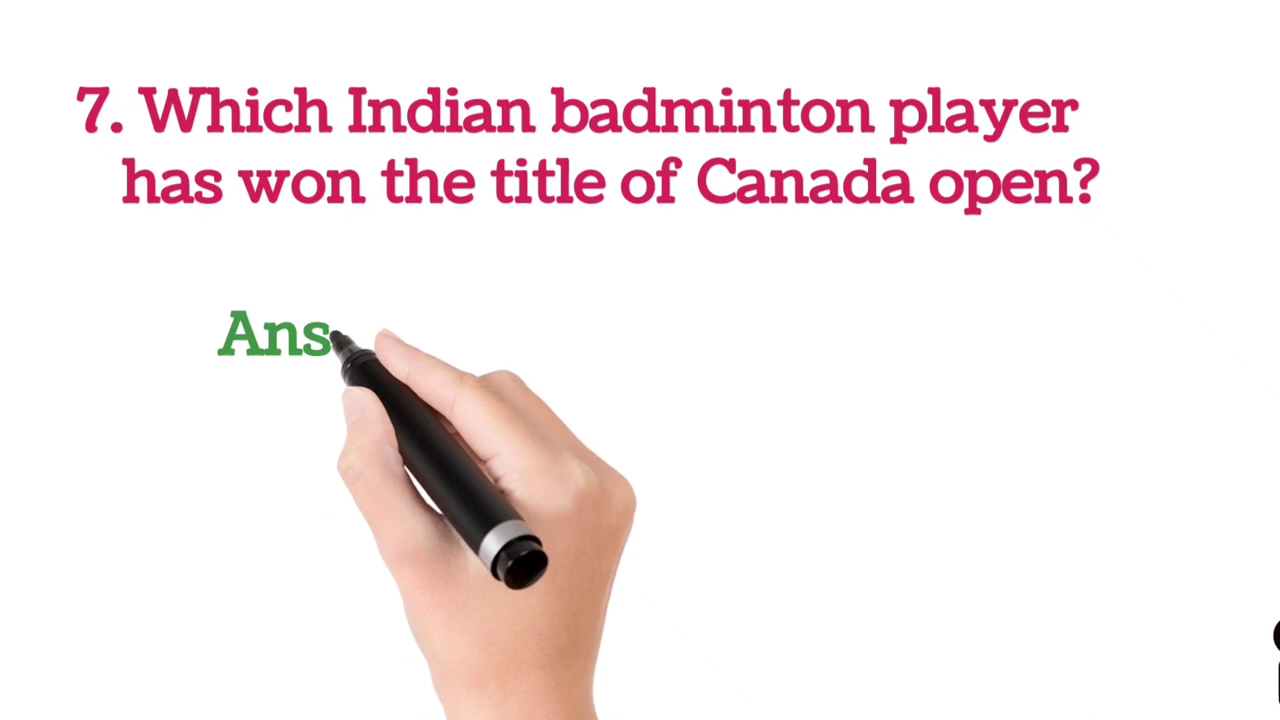 7. Which Indian badminton player
has won the title of Canada open?
Ans